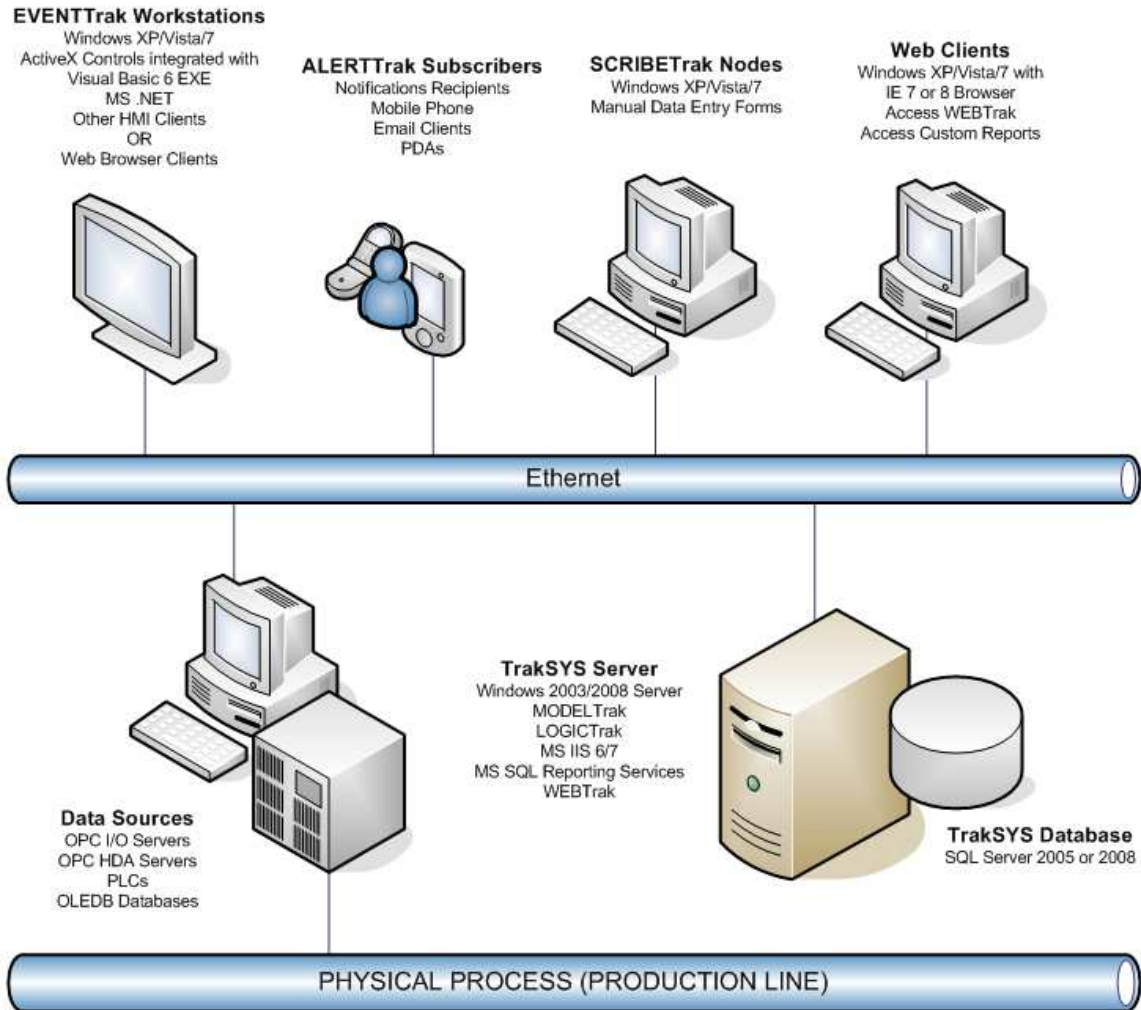 EVENTTrak Workstations
Windows XP/Vista/7
ActiveX Controls integrated with
Visual Basic 6 EXE
MS .NET
Other HMI Clients
OR
Web Browser Clients
ALERTTrak Subscribers
Notifications Recipients
Mobile Phone
Email Clients
PDAs
SCRIBETrak Nodes
Windows XP/Vista/7
Manual Data Entry Forms
Web Clients
Windows XP/Vista/7 with
IE 7 or 8 Browser
Access WEBTrak
Access Custom Reports
Ethernet
Data Sources
OPC I/O Servers
OPC HDA Servers
PLCs
OLEDB Databases
TrakSYS Server
Windows 2003/2008 Server
MODELTrak
LOGICTrak
MS IIS 6/7
MS SQL Reporting Services
WEBTrak
TrakSYS Database
SQL Server 2005 or 2008
PHYSICAL PROCESS (PRODUCTION LINE)